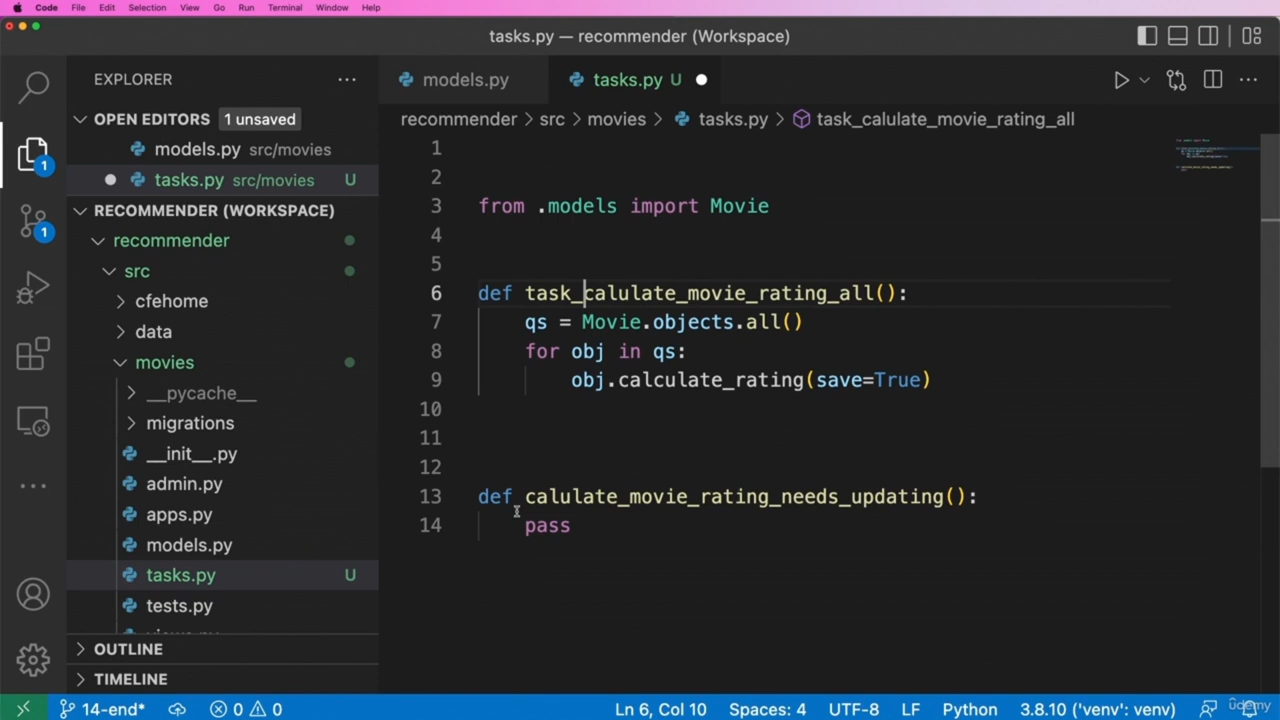 Code File Edit Selection View Go Run Terminal Window Help
tasks.py — recommender (Workspace)
EXPLORER
models.py
tasks.py U
OPEN EDITORS 1 unsaved
recommender > src > movies > tasks.py > task_calulate_movie_rating_all
models.py src/movies
tasks.py src/movies U
RECOMMENDER (WORKSPACE)
recommender
src
cfehome
data
movies
__pycache__
migrations
__init__.py
admin.py
apps.py
models.py
tasks.py U
tests.py
OUTLINE
TIMELINE
1
1
1
2
3 from .models import Movie
4
5
6 def task_calulate_movie_rating_all():
7 qs = Movie.objects.all()
8 for obj in qs:
9 obj.calculate_rating(save=True)
10
11
12
13 def calulate_movie_rating_needs_updating():
14 pass
14-end* 0 0 Ln 6, Col 10 Spaces: 4 UTF-8 LF Python 3.8.10 ('venv': venv)
udemy